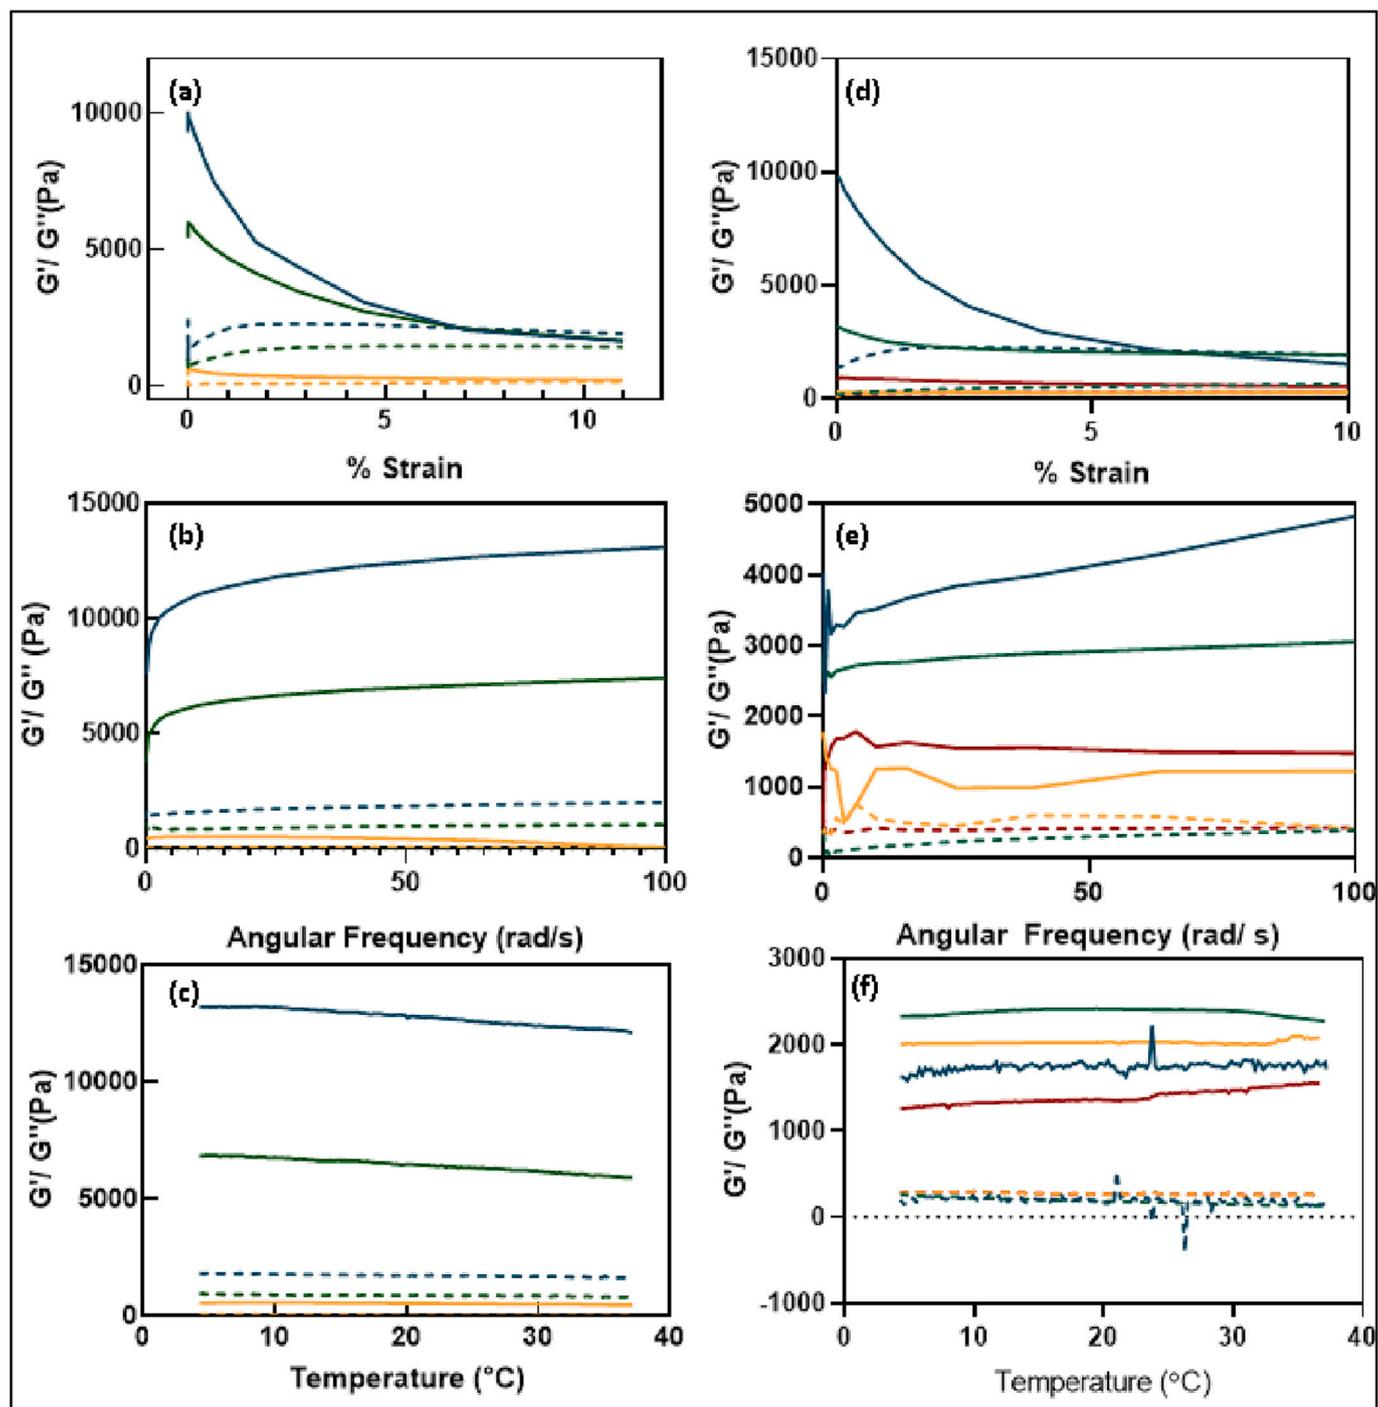 (a)
10000
5000
0
G'/ G''(Pa)
0 5 10
% Strain
(d)
15000
10000
5000
0
G'/ G''(Pa)
0 5 10
% Strain
(b)
15000
10000
5000
0
G'/ G'' (Pa)
0 50 100
Angular Frequency (rad/s)
(e)
5000
4000
3000
2000
1000
0
G'/ G''(Pa)
0 50 100
Angular Frequency (rad/ s)
(c)
15000
10000
5000
0
G'/ G''(Pa)
0 10 20 30 40
Temperature (°C)
(f)
3000
2000
1000
0
-1000
G'/ G''(Pa)
0 10 20 30 40
Temperature (°C)